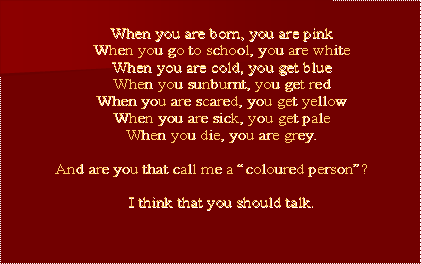 When you are born, you are pink
When you go to school, you are white
When you are cold, you get blue
When you sunburnt, you get red
When you are scared, you get yellow
When you are sick, you get pale
When you die, you are grey.
And are you that call me a “coloured person”?
I think that you should talk.